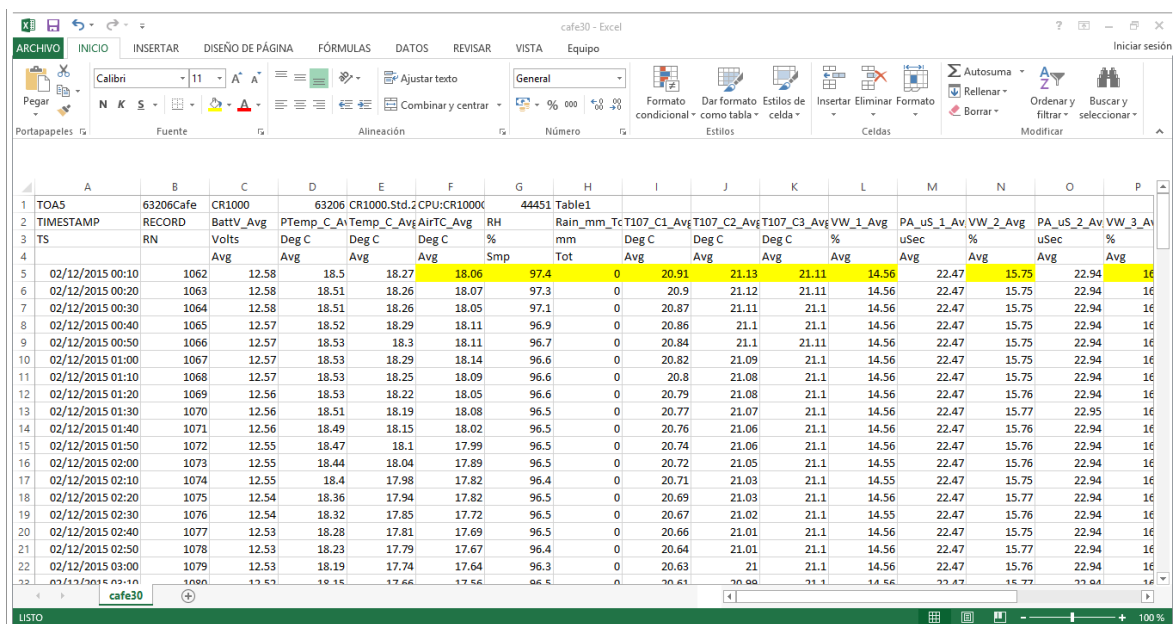 cafe30 - Excel
ARCHIVO INICIO INSERTAR DISEÑO DE PÁGINA FÓRMULAS DATOS REVISAR VISTA Equipo Iniciar sesión
Calibri 11 Ajustar texto General Autosuma
Rellenar
Pegar N K S Combinar y centrar % 000 Formato Dar formato Estilos de Insertar Eliminar Formato Borrar Ordenar y Buscar y
condicional como tabla celda filtrar seleccionar
Portapapeles Fuente Alineación Número Estilos Celdas Modificar
A B C D E F G H I J K L M N O P
1 TOA5 63206Cafe CR1000 63206 CR1000.Std.2 CPU:CR1000 44451 Table1
2 TIMESTAMP RECORD BattV_Avg PTemp_C_Av Temp_C_Avg AirTC_Avg RH Rain_mm_To T107_C1_Avg T107_C2_Avg T107_C3_Avg VW_1_Avg PA_uS_1_Av VW_2_Avg PA_uS_2_Av VW_3_Av
3 TS RN Volts Deg C Deg C Deg C % mm Deg C Deg C Deg C % uSec % uSec %
4 Avg Avg Avg Avg Smp Tot Avg Avg Avg Avg Avg Avg Avg Avg
5 02/12/2015 00:10 1062 12.58 18.5 18.27 18.06 97.4 0 20.91 21.13 21.11 14.56 22.47 15.75 22.94 16
6 02/12/2015 00:20 1063 12.58 18.51 18.26 18.07 97.3 0 20.9 21.12 21.11 14.56 22.47 15.75 22.94 16
7 02/12/2015 00:30 1064 12.58 18.51 18.26 18.05 97.1 0 20.87 21.11 21.1 14.56 22.47 15.75 22.94 16
8 02/12/2015 00:40 1065 12.57 18.52 18.29 18.11 96.9 0 20.86 21.1 21.1 14.56 22.47 15.75 22.94 16
9 02/12/2015 00:50 1066 12.57 18.53 18.3 18.11 96.7 0 20.84 21.1 21.11 14.56 22.47 15.75 22.94 16
10 02/12/2015 01:00 1067 12.57 18.53 18.29 18.14 96.6 0 20.82 21.09 21.1 14.56 22.47 15.75 22.94 16
11 02/12/2015 01:10 1068 12.57 18.53 18.25 18.09 96.6 0 20.8 21.08 21.1 14.56 22.47 15.75 22.94 16
12 02/12/2015 01:20 1069 12.56 18.53 18.22 18.05 96.6 0 20.79 21.08 21.1 14.56 22.47 15.76 22.94 16
13 02/12/2015 01:30 1070 12.56 18.51 18.19 18.08 96.5 0 20.77 21.07 21.1 14.56 22.47 15.77 22.95 16
14 02/12/2015 01:40 1071 12.56 18.49 18.15 18.02 96.5 0 20.76 21.06 21.1 14.56 22.47 15.76 22.94 16
15 02/12/2015 01:50 1072 12.55 18.47 18.1 17.99 96.5 0 20.74 21.06 21.1 14.56 22.47 15.76 22.94 16
16 02/12/2015 02:00 1073 12.55 18.44 18.04 17.89 96.5 0 20.72 21.05 21.1 14.55 22.47 15.76 22.94 16
17 02/12/2015 02:10 1074 12.55 18.4 17.98 17.82 96.4 0 20.71 21.03 21.1 14.55 22.47 15.76 22.94 16
18 02/12/2015 02:20 1075 12.54 18.36 17.94 17.82 96.5 0 20.69 21.03 21.1 14.56 22.47 15.77 22.94 16
19 02/12/2015 02:30 1076 12.54 18.32 17.85 17.72 96.5 0 20.67 21.02 21.1 14.55 22.47 15.76 22.94 16
20 02/12/2015 02:40 1077 12.53 18.28 17.81 17.69 96.5 0 20.66 21.01 21.1 14.56 22.47 15.76 22.94 16
21 02/12/2015 02:50 1078 12.53 18.23 17.79 17.67 96.4 0 20.64 21.01 21.1 14.56 22.47 15.77 22.94 16
22 02/12/2015 03:00 1079 12.53 18.19 17.74 17.64 96.3 0 20.63 21 21.1 14.56 22.47 15.76 22.94 16
23 02/12/2015 03:10 1080 12.52 18.15 17.66 17.56 96.5 0 20.61 20.99 21.1 14.56 22.47 15.77 22.94 16
cafe30
LISTO 100 %